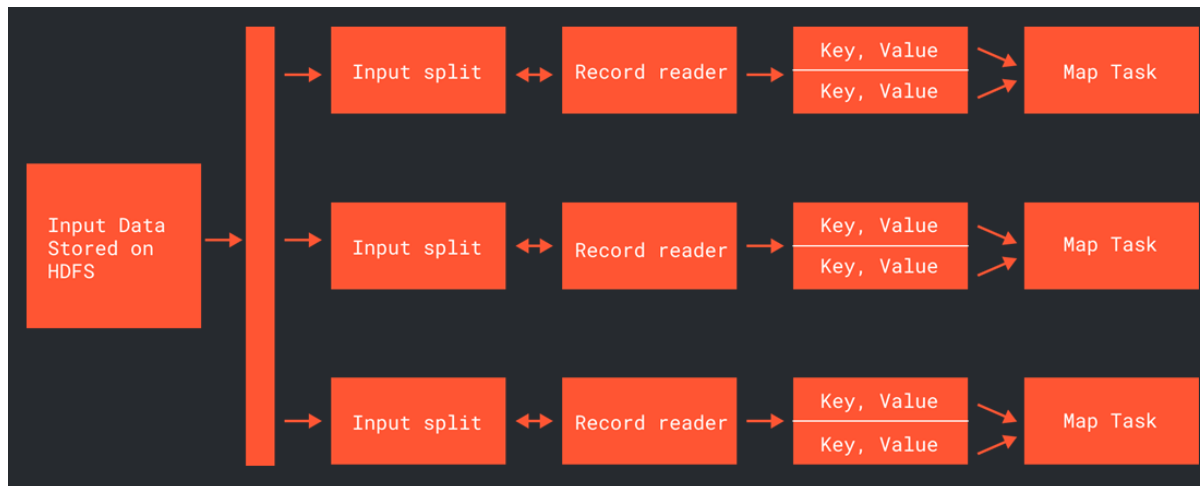 Input split
Record reader
Key, Value
Key, Value
Map Task
Input Data
Stored on
HDFS
Input split
Record reader
Key, Value
Key, Value
Map Task
Input split
Record reader
Key, Value
Key, Value
Map Task